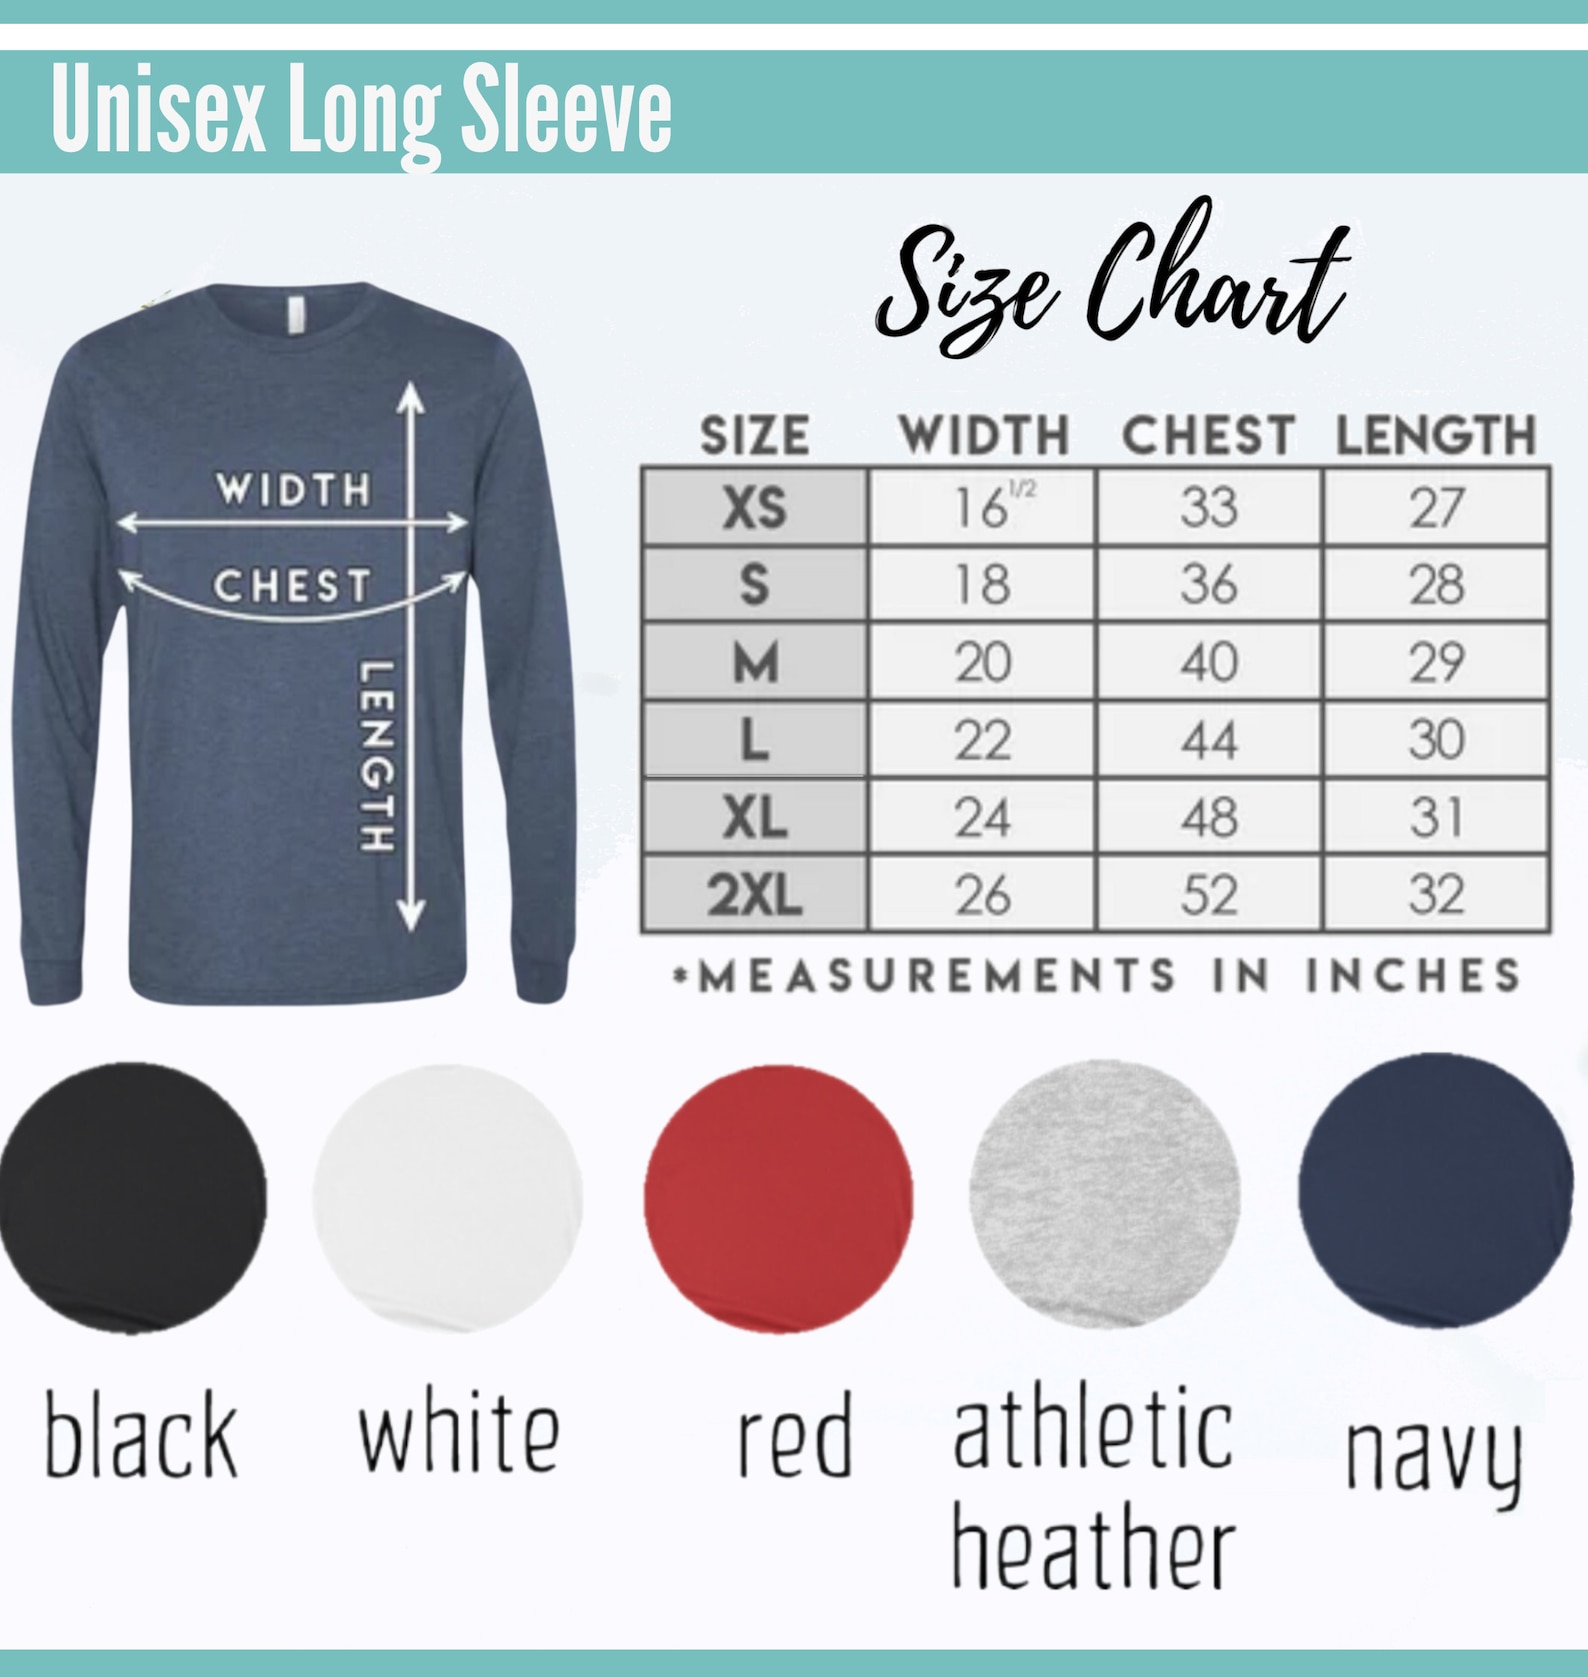 Unisex Long Sleeve
Size Chart
WIDTH
CHEST
LENGTH
SIZE WIDTH CHEST LENGTH
XS 16 1/2 33 27
S 18 36 28
M 20 40 29
L 22 44 30
XL 24 48 31
2XL 26 52 32
*MEASUREMENTS IN INCHES
black white red athletic heather navy